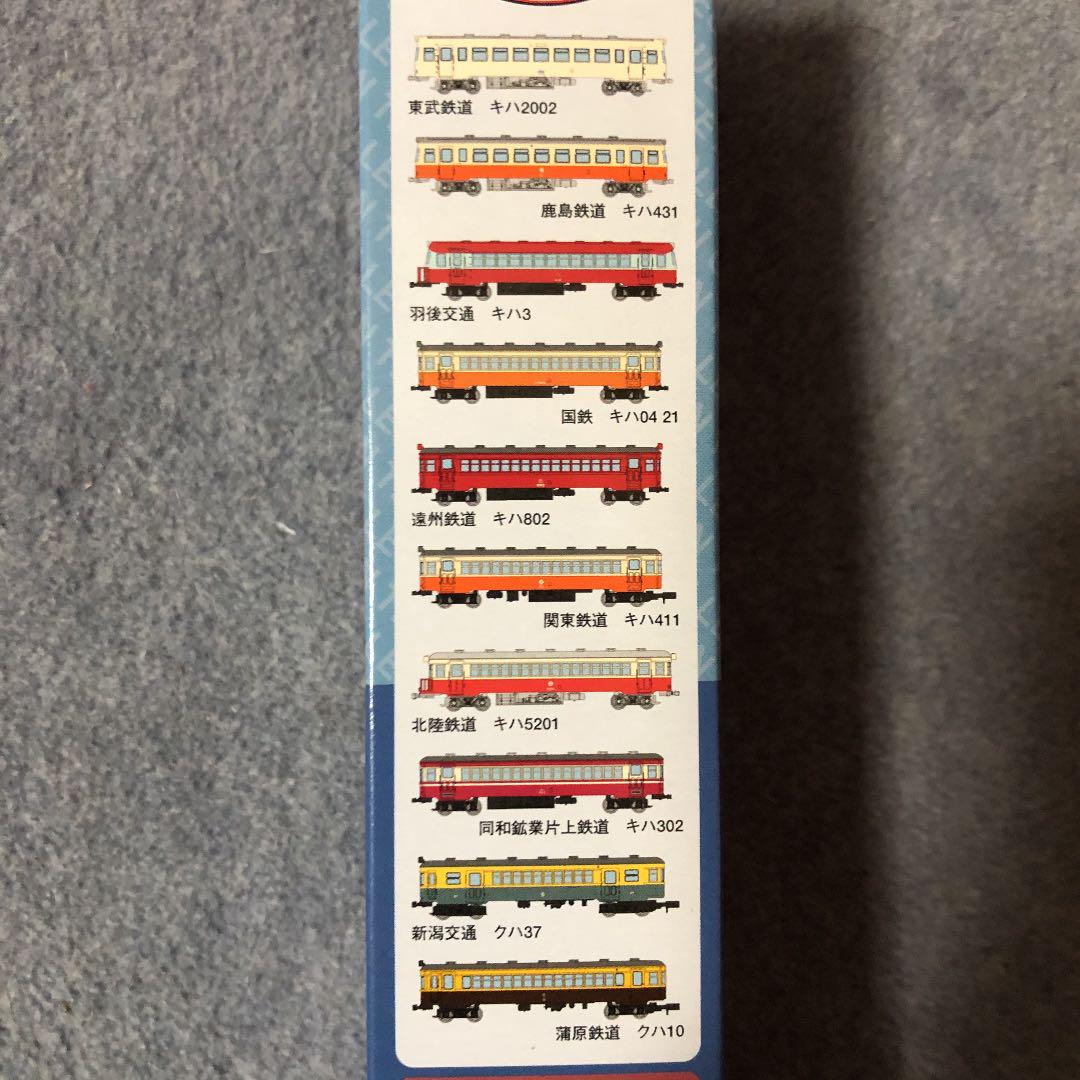 東武鉄道 キハ2002
鹿島鉄道 キハ431
羽後交通 キハ3
国鉄 キハ04 21
遠州鉄道 キハ802
関東鉄道 キハ411
北陸鉄道 キハ5201
同和鉱業片上鉄道 キハ302
新潟交通 クハ37
蒲原鉄道 クハ10